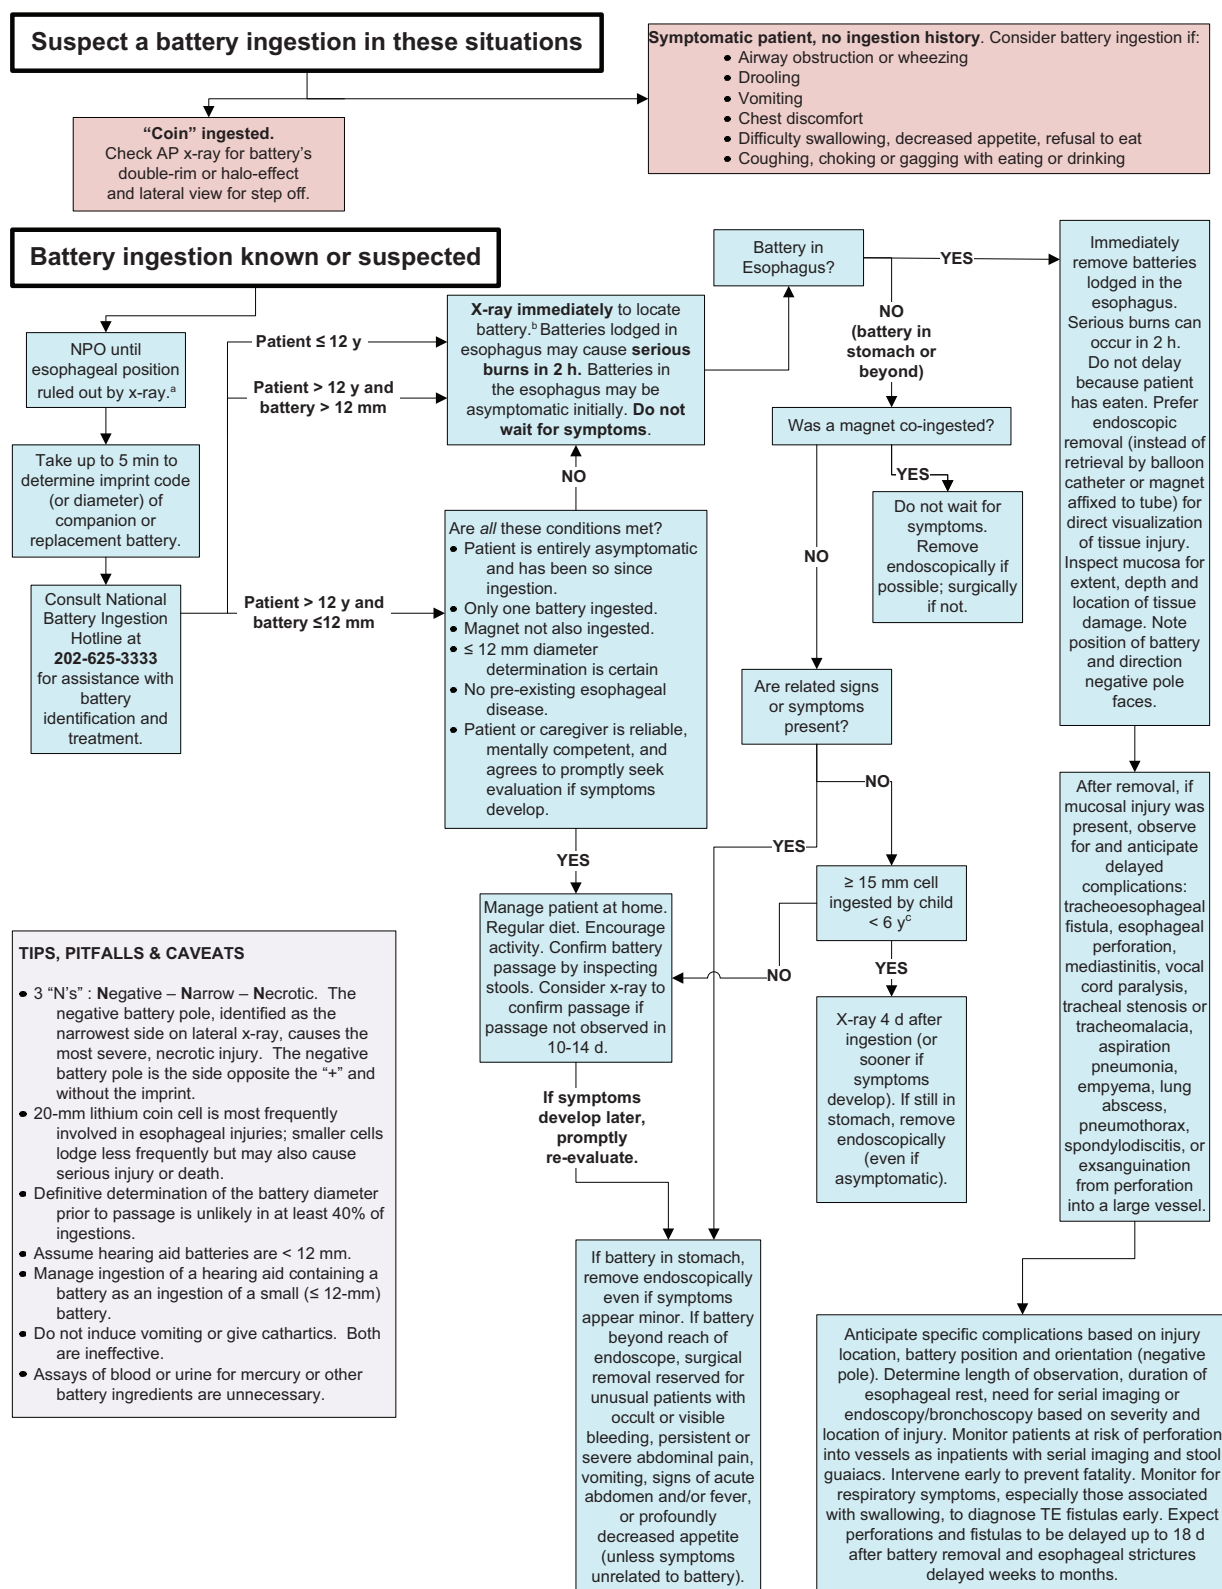 Suspect a battery ingestion in these situations
Symptomatic patient, no ingestion history. Consider battery ingestion if:
• Airway obstruction or wheezing
• Drooling
• Vomiting
• Chest discomfort
• Difficulty swallowing, decreased appetite, refusal to eat
• Coughing, choking or gagging with eating or drinking
“Coin” ingested.
Check AP x-ray for battery’s
double-rim or halo-effect
and lateral view for step off.
Battery ingestion known or suspected
NPO until
esophageal position
ruled out by x-ray.a
Take up to 5 min to
determine imprint code
(or diameter) of
companion or
replacement battery.
Consult National
Battery Ingestion
Hotline at
202-625-3333
for assistance with
battery
identification and
treatment.
Patient ≤ 12 y
Patient > 12 y and
battery > 12 mm
Patient > 12 y and
battery ≤12 mm
X-ray immediately to locate
battery.b Batteries lodged in
esophagus may cause serious
burns in 2 h. Batteries in
the esophagus may be
asymptomatic initially. Do not
wait for symptoms.
NO
Are all these conditions met?
• Patient is entirely asymptomatic
and has been so since
ingestion.
• Only one battery ingested.
• Magnet not also ingested.
• ≤ 12 mm diameter
determination is certain
• No pre-existing esophageal
disease.
• Patient or caregiver is reliable,
mentally competent, and
agrees to promptly seek
evaluation if symptoms
develop.
YES
Manage patient at home.
Regular diet. Encourage
activity. Confirm battery
passage by inspecting
stools. Consider x-ray to
confirm passage if
passage not observed in
10-14 d.
If symptoms
develop later,
promptly
re-evaluate.
If battery in stomach,
remove endoscopically
even if symptoms
appear minor. If battery
beyond reach of
endoscope, surgical
removal reserved for
unusual patients with
occult or visible
bleeding, persistent or
severe abdominal pain,
vomiting, signs of acute
abdomen and/or fever,
or profoundly
decreased appetite
(unless symptoms
unrelated to battery).
Battery in
Esophagus?
YES
NO
(battery in
stomach or
beyond)
Was a magnet co-ingested?
YES
Do not wait for
symptoms.
Remove
endoscopically if
possible; surgically
if not.
NO
Are related signs
or symptoms
present?
NO
YES
≥ 15 mm cell
ingested by child
< 6 yc
NO
YES
X-ray 4 d after
ingestion (or
sooner if
symptoms
develop). If still in
stomach, remove
endoscopically
(even if
asymptomatic).
Immediately
remove batteries
lodged in the
esophagus.
Serious burns can
occur in 2 h.
Do not delay
because patient
has eaten. Prefer
endoscopic
removal (instead of
retrieval by balloon
catheter or magnet
affixed to tube) for
direct visualization
of tissue injury.
Inspect mucosa for
extent, depth and
location of tissue
damage. Note
position of battery
and direction
negative pole
faces.
After removal, if
mucosal injury was
present, observe
for and anticipate
delayed
complications:
tracheoesophageal
fistula, esophageal
perforation,
mediastinitis, vocal
cord paralysis,
tracheal stenosis or
tracheomalacia,
aspiration
pneumonia,
empyema, lung
abscess,
pneumothorax,
spondylodiscitis, or
exsanguination
from perforation
into a large vessel.
Anticipate specific complications based on injury
location, battery position and orientation (negative
pole). Determine length of observation, duration of
esophageal rest, need for serial imaging or
endoscopy/bronchoscopy based on severity and
location of injury. Monitor patients at risk of perforation
into vessels as inpatients with serial imaging and stool
guaiacs. Intervene early to prevent fatality. Monitor for
respiratory symptoms, especially those associated
with swallowing, to diagnose TE fistulas early. Expect
perforations and fistulas to be delayed up to 18 d
after battery removal and esophageal strictures
delayed weeks to months.
TIPS, PITFALLS & CAVEATS
• 3 “N’s” : Negative – Narrow – Necrotic. The
negative battery pole, identified as the
narrowest side on lateral x-ray, causes the
most severe, necrotic injury. The negative
battery pole is the side opposite the “+” and
without the imprint.
• 20-mm lithium coin cell is most frequently
involved in esophageal injuries; smaller cells
lodge less frequently but may also cause
serious injury or death.
• Definitive determination of the battery diameter
prior to passage is unlikely in at least 40% of
ingestions.
• Assume hearing aid batteries are < 12 mm.
• Manage ingestion of a hearing aid containing a
battery as an ingestion of a small (≤ 12-mm)
battery.
• Do not induce vomiting or give cathartics. Both
are ineffective.
• Assays of blood or urine for mercury or other
battery ingredients are unnecessary.